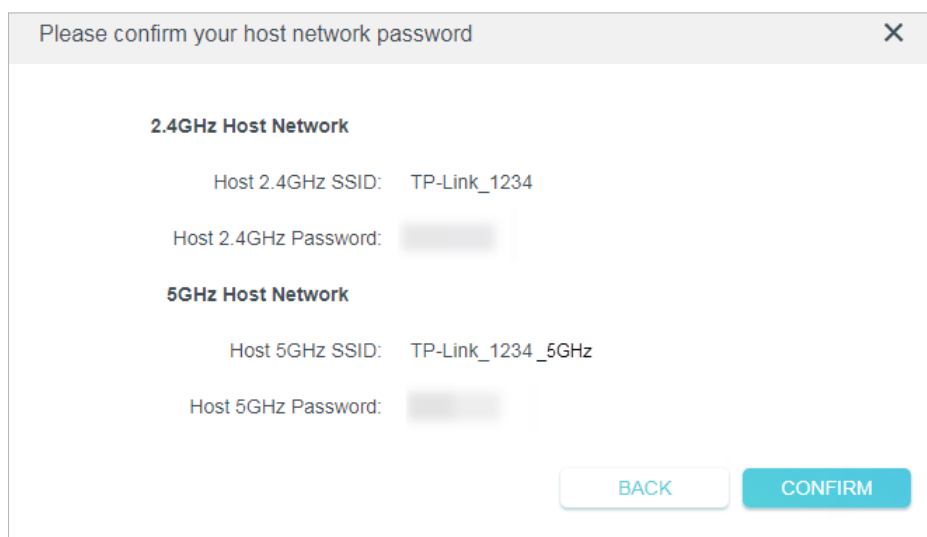 Please confirm your host network password
2.4GHz Host Network
Host 2.4GHz SSID: TP-Link_1234
Host 2.4GHz Password:
5GHz Host Network
Host 5GHz SSID: TP-Link_1234 _5GHz
Host 5GHz Password:
BACK CONFIRM